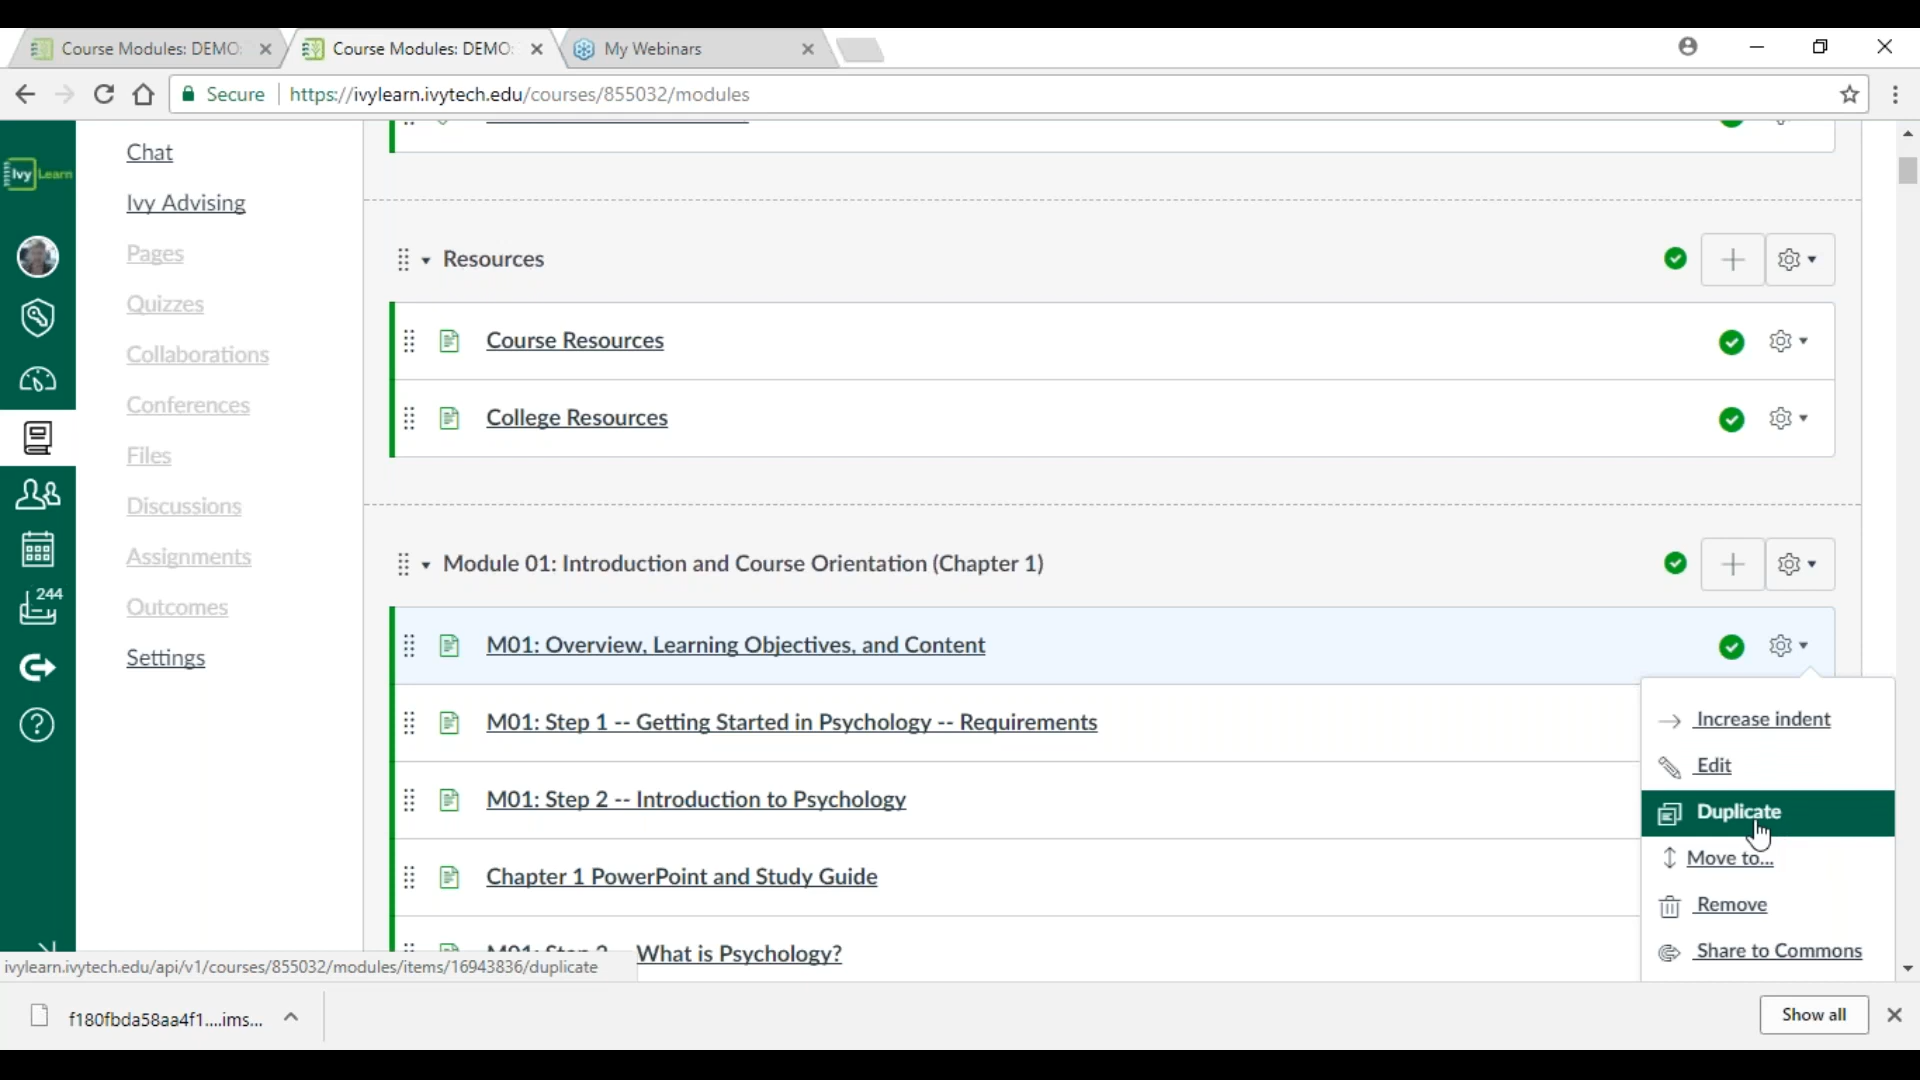 Course Modules: DEMO:
Course Modules: DEMO:
My Webinars
Secure
https://ivylearn.ivytech.edu/courses/855032/modules
Ivy Learn
244
Chat
Ivy Advising
Pages
Quizzes
Collaborations
Conferences
Files
Discussions
Assignments
Outcomes
Settings
Resources
Course Resources
College Resources
Module 01: Introduction and Course Orientation (Chapter 1)
M01: Overview, Learning Objectives, and Content
M01: Step 1 -- Getting Started in Psychology -- Requirements
M01: Step 2 -- Introduction to Psychology
Chapter 1 PowerPoint and Study Guide
What is Psychology?
Increase indent
Edit
Duplicate
Move to...
Remove
Share to Commons
ivylearn.ivytech.edu/api/v1/courses/855032/modules/items/16943836/duplicate
f180fbda58aa4f1....ims...
Show all